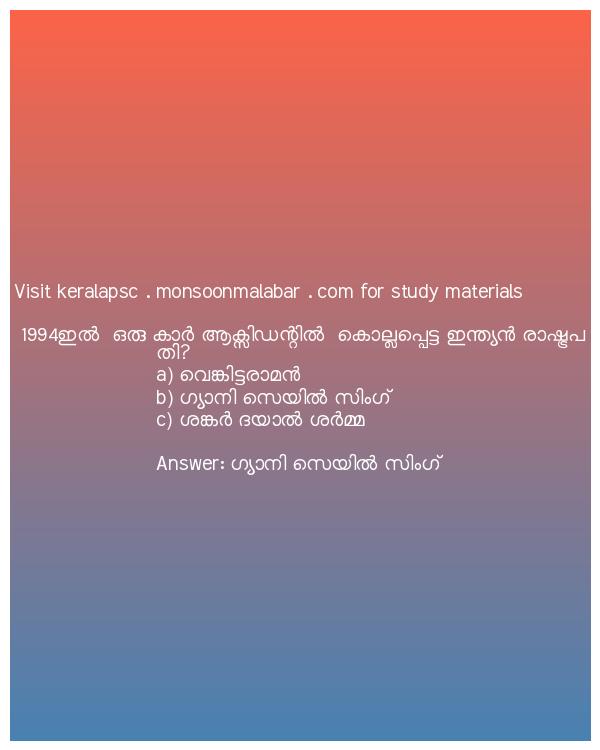 Visit keralapsc . monsoonmalabar . com for study materials
1994ഇൽ ഒരു കാർ ആക്സിഡന്റിൽ കൊല്ലപ്പെട്ട ഇന്ത്യൻ രാഷ്ട്രപ
തി?
a) വെങ്കിട്ടരാമൻ
b) ഗ്യാനി സെയിൽ സിംഗ്
c) ശങ്കർ ദയാൽ ശർമ്മ
Answer: ഗ്യാനി സെയിൽ സിംഗ്